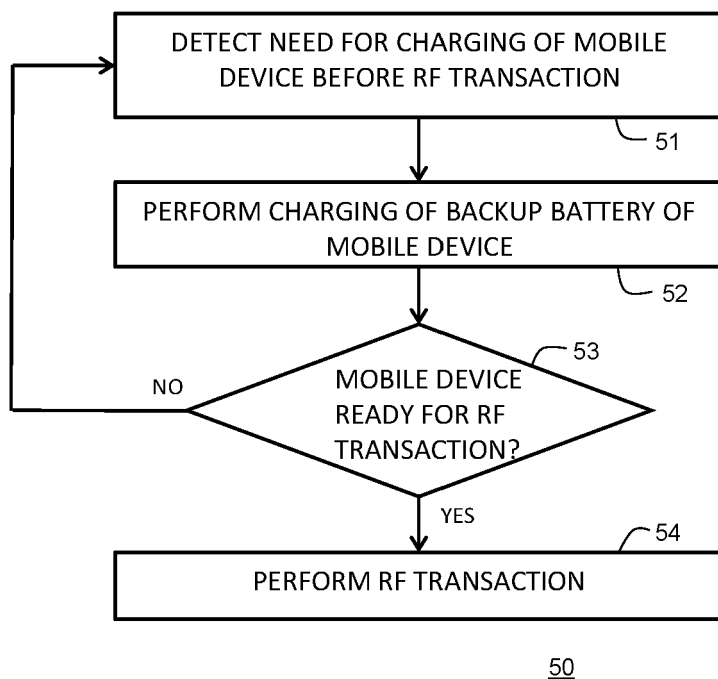 DETECT NEED FOR CHARGING OF MOBILE
DEVICE BEFORE RF TRANSACTION
51
PERFORM CHARGING OF BACKUP BATTERY OF
MOBILE DEVICE
52
53
NO
MOBILE DEVICE
READY FOR RF
TRANSACTION?
YES
54
PERFORM RF TRANSACTION
50